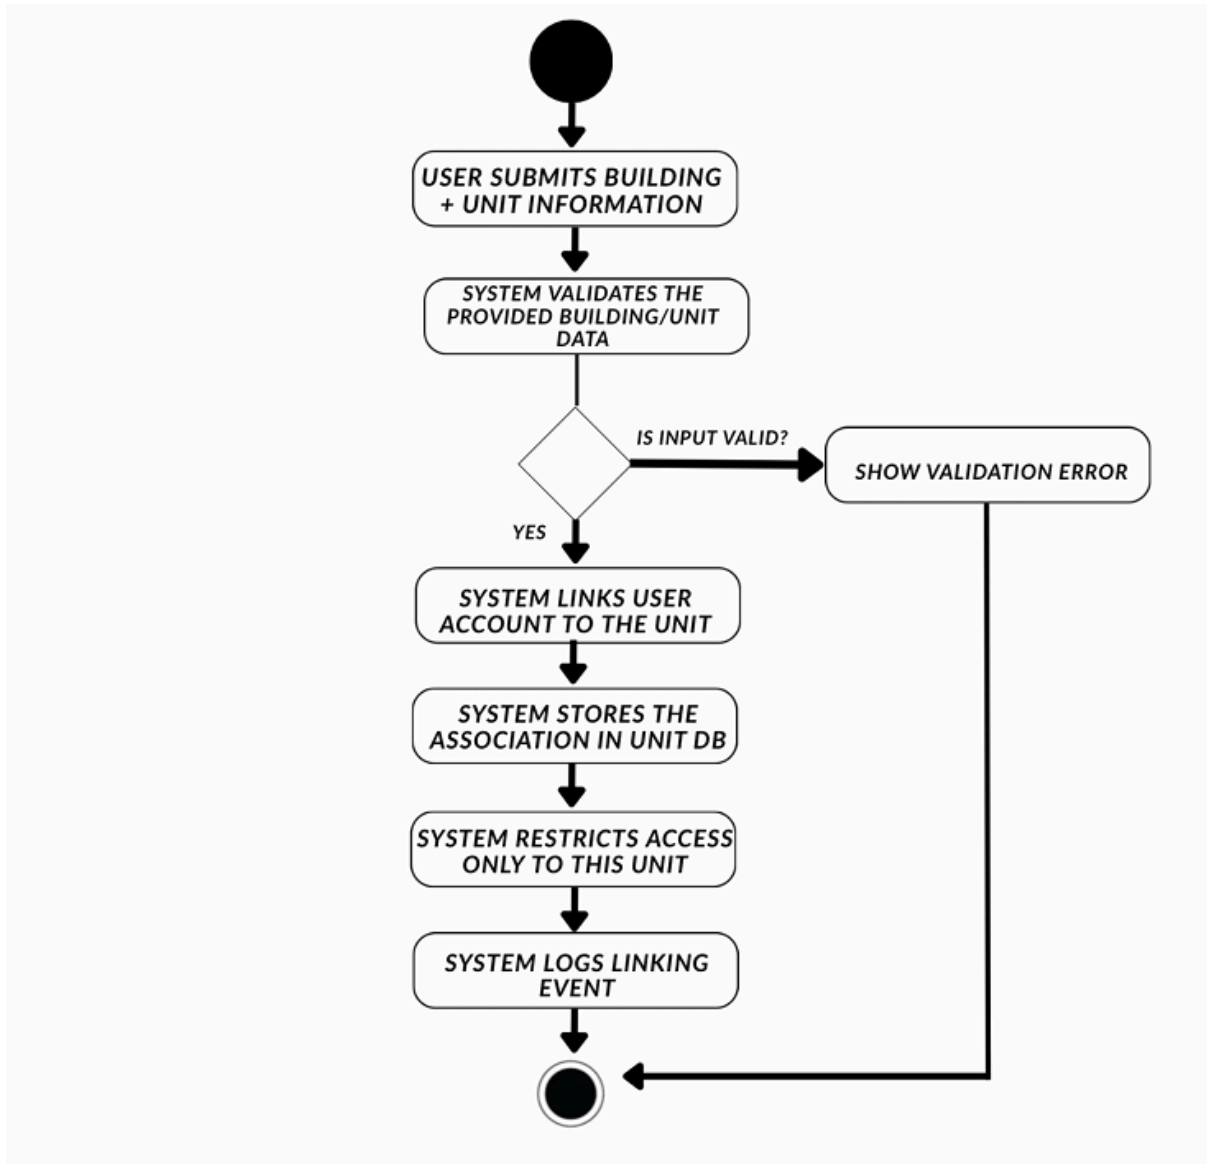 USER SUBMITS BUILDING
+ UNIT INFORMATION
SYSTEM VALIDATES THE
PROVIDED BUILDING/UNIT
DATA
IS INPUT VALID?
SHOW VALIDATION ERROR
YES
SYSTEM LINKS USER
ACCOUNT TO THE UNIT
SYSTEM STORES THE
ASSOCIATION IN UNIT DB
SYSTEM RESTRICTS ACCESS
ONLY TO THIS UNIT
SYSTEM LOGS LINKING
EVENT